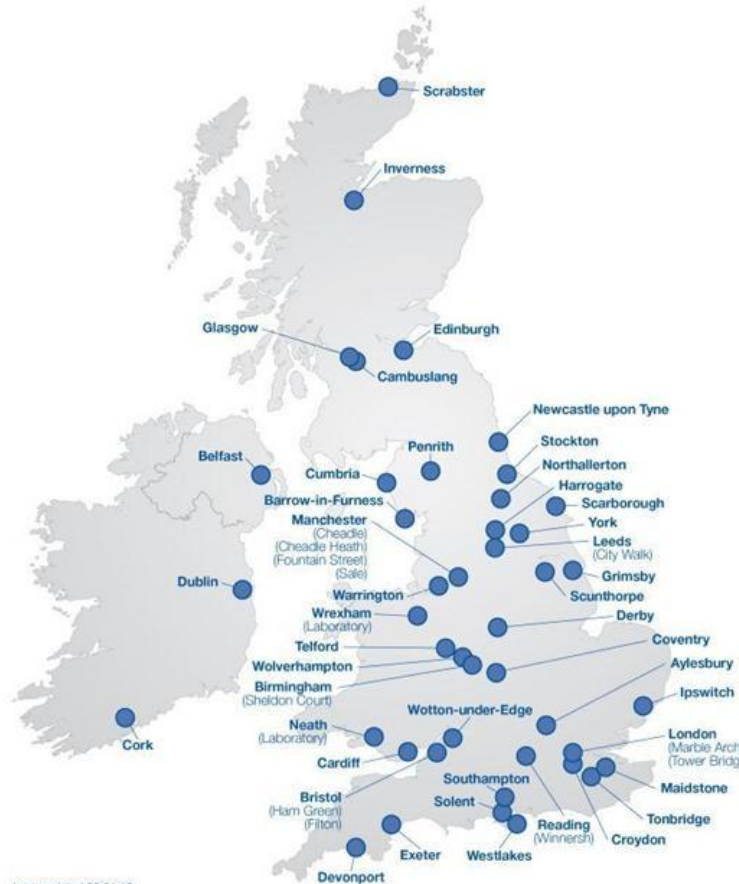 Scrabster
Inverness
Glasgow
Edinburgh
Cambuslang
Newcastle upon Tyne
Stockton
Belfast
Penrith
Northallerton
Cumbria
Harrogate
Barrow-in-Furness
Scarborough
Manchester
(Cheadle)
(Cheadle Heath)
(Fountain Street)
(Sale)
York
Leeds
(City Walk)
Dublin
Grimsby
Warrington
Scunthorpe
Wrexham
(Laboratory)
Derby
Telford
Coventry
Wolverhampton
Aylesbury
Birmingham
(Sheldon Court)
Ipswich
Cork
Neath
(Laboratory)
Wotton-under-Edge
London
(Marble Arch
(Tower Bridg
Cardiff
Southampton
Maidstone
Bristol
(Ham Green)
(Filton)
Solent
Tonbridge
Reading
(Winnersh)
Croydon
Exeter
Westlakes
Devonport